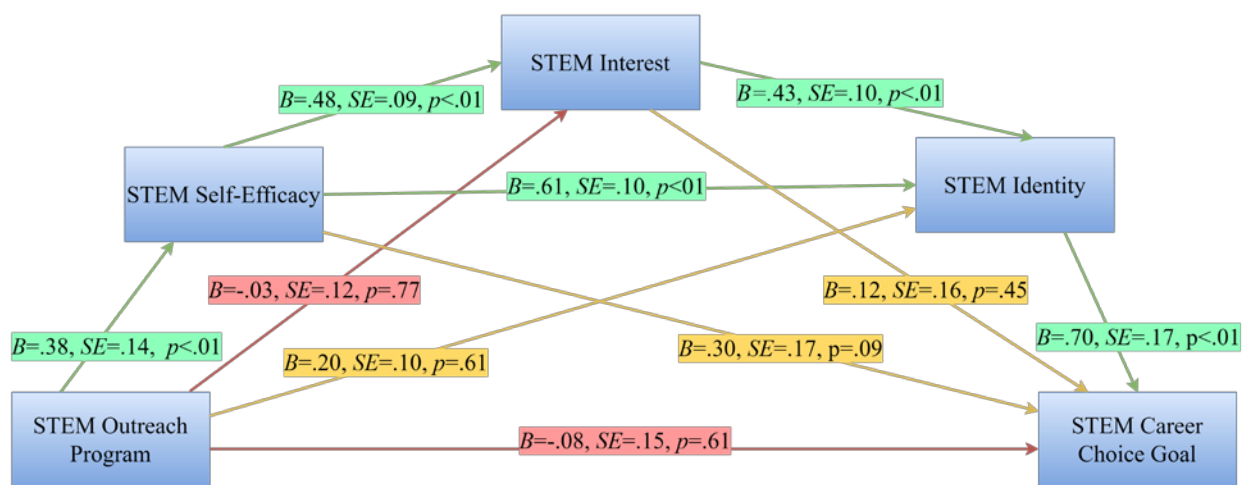 STEM Interest
B=.48, SE=.09, p<.01
B=.43, SE=.10, p<.01
STEM Self-Efficacy
B=.61, SE=.10, p<01
STEM Identity
B=-.03, SE=.12, p=.77
B=.12, SE=.16, p=.45
B=.38, SE=.14, p<.01
B=.20, SE=.10, p=.61
B=.30, SE=.17, p=.09
B=.70, SE=.17, p<.01
STEM Outreach
Program
B=-.08, SE=.15, p=.61
STEM Career
Choice Goal